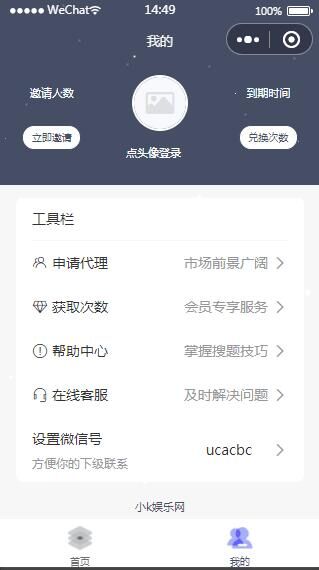 WeChat 14:49 100%
我的
邀请人数 到期时间
立即邀请 兑换次数
点头像登录
工具栏
申请代理 市场前景广阔
获取次数 会员专享服务
帮助中心 掌握搜题技巧
在线客服 及时解决问题
设置微信号
ucacbc
方便你的下级联系
小k娱乐网
首页 我的